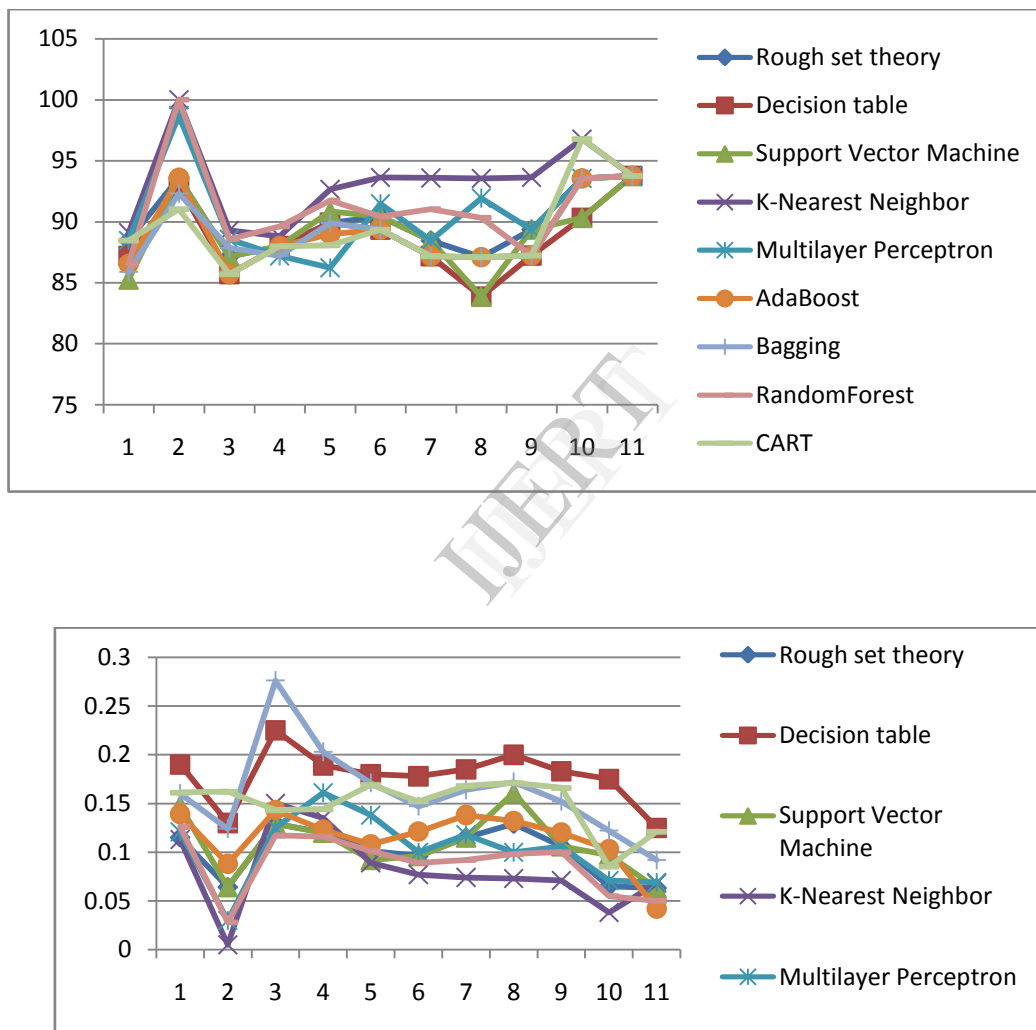 105
100
95
90
85
80
75
1 2 3 4 5 6 7 8 9 10 11
Rough set theory
Decision table
Support Vector Machine
K-Nearest Neighbor
Multilayer Perceptron
AdaBoost
Bagging
RandomForest
CART
IJERT
0.3
0.25
0.2
0.15
0.1
0.05
0
1 2 3 4 5 6 7 8 9 10 11
Rough set theory
Decision table
Support Vector
Machine
K-Nearest Neighbor
Multilayer Perceptron